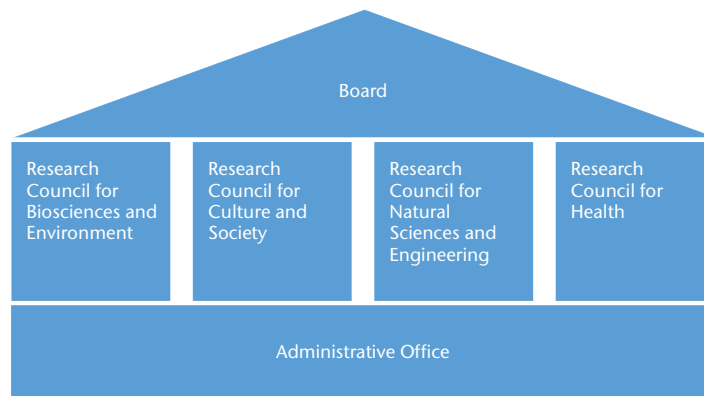 Board
Research
Council for
Biosciences and
Environment
Research
Council for
Culture and
Society
Research
Council for
Natural
Sciences and
Engineering
Research
Council for
Health
Administrative Office